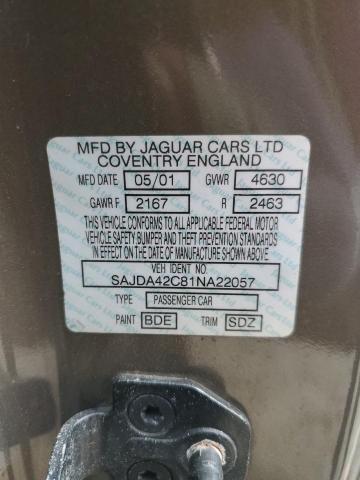 MFD BY JAGUAR CARS LTD
COVENTRY ENGLAND
MFD DATE 05/01 GVWR 4630
GAWR F 2167 R 2463
THIS VEHICLE CONFORMS TO ALL APPLICABLE FEDERAL MOTOR
VEHICLE SAFETY BUMPER AND THEFT PREVENTION STANDARDS
IN EFFECT ON THE DATE OF MANUFACTURE SHOWN ABOVE
VEH IDENT NO.
SAJDA42C81NA22057
TYPE PASSENGER CAR
PAINT BDE TRIM SDZ